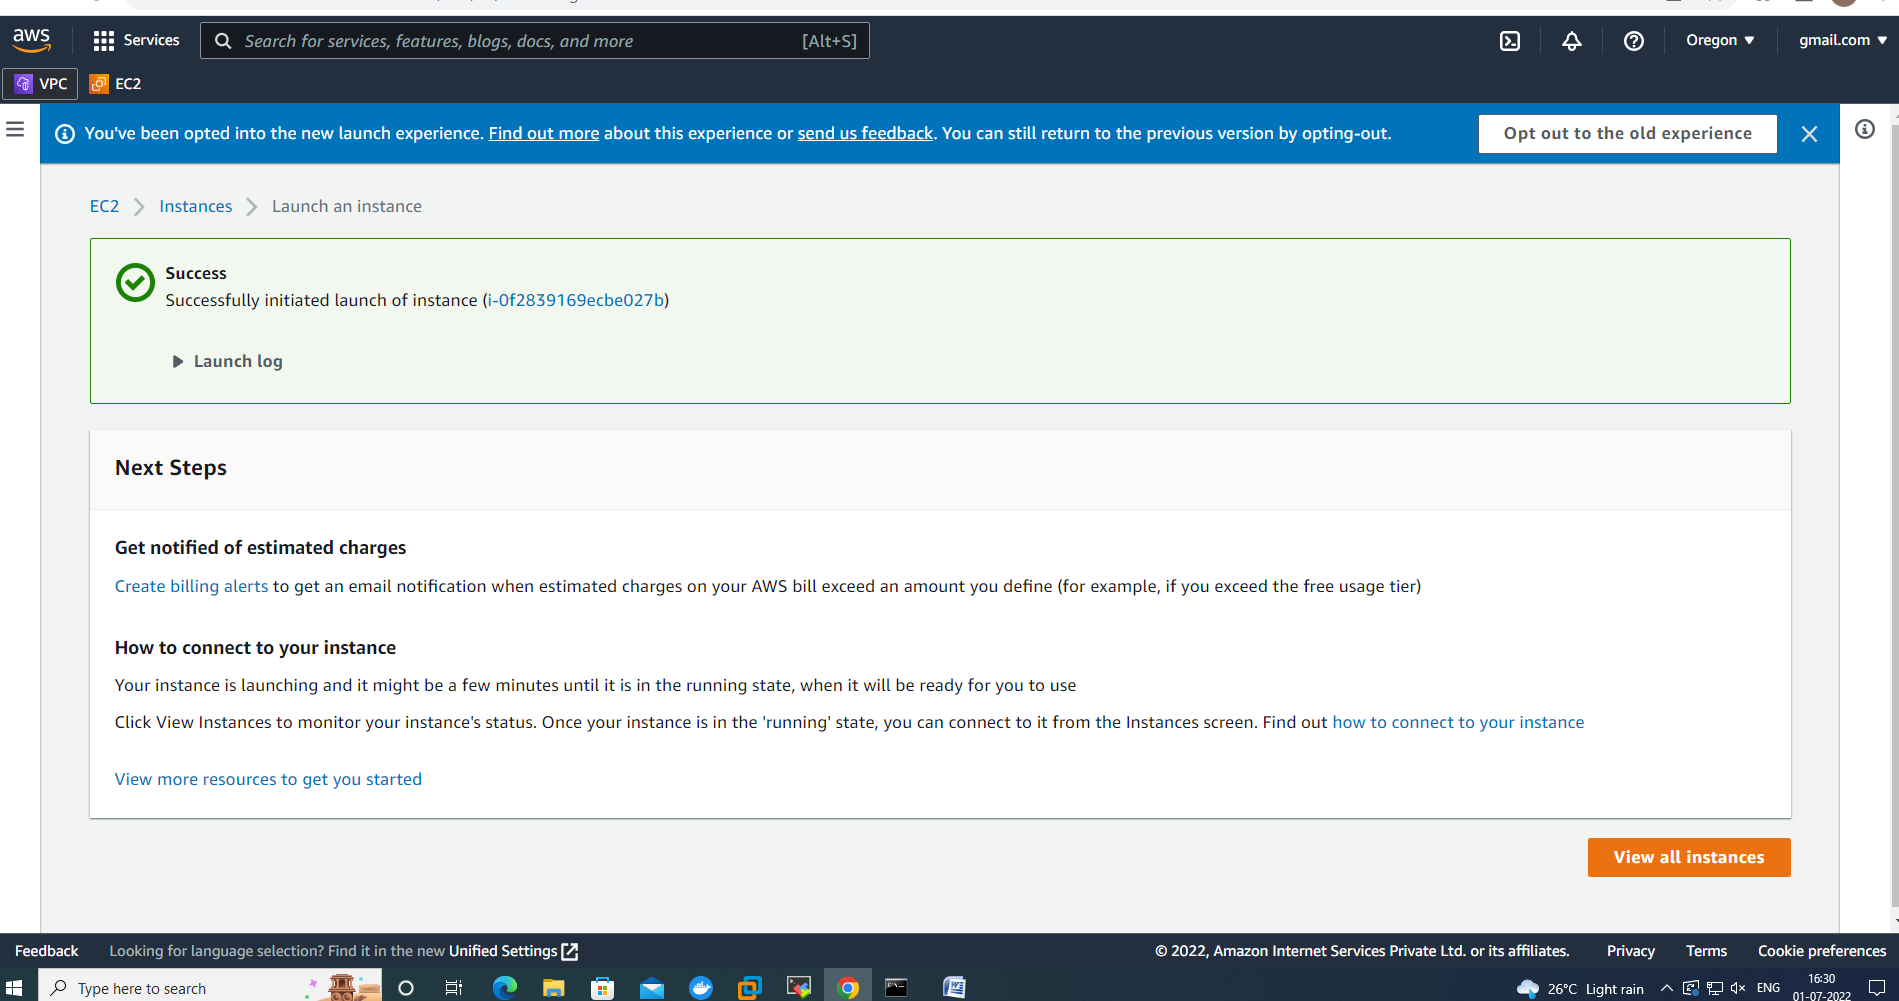 aws
Services
Search for services, features, blogs, docs, and more
[Alt+S]
Oregon ▼
gmail.com ▼
VPC
EC2
You've been opted into the new launch experience. Find out more about this experience or send us feedback. You can still return to the previous version by opting-out.
Opt out to the old experience
EC2 > Instances > Launch an instance
Success
Successfully initiated launch of instance (i-0f2839169ecbe027b)
Launch log
Next Steps
Get notified of estimated charges
Create billing alerts to get an email notification when estimated charges on your AWS bill exceed an amount you define (for example, if you exceed the free usage tier)
How to connect to your instance
Your instance is launching and it might be a few minutes until it is in the running state, when it will be ready for you to use
Click View Instances to monitor your instance's status. Once your instance is in the 'running' state, you can connect to it from the Instances screen. Find out how to connect to your instance
View more resources to get you started
View all instances
Feedback
Looking for language selection? Find it in the new Unified Settings
© 2022, Amazon Internet Services Private Ltd. or its affiliates.
Privacy
Terms
Cookie preferences
Type here to search
26°C Light rain
ENG
16:30
01-07-2022